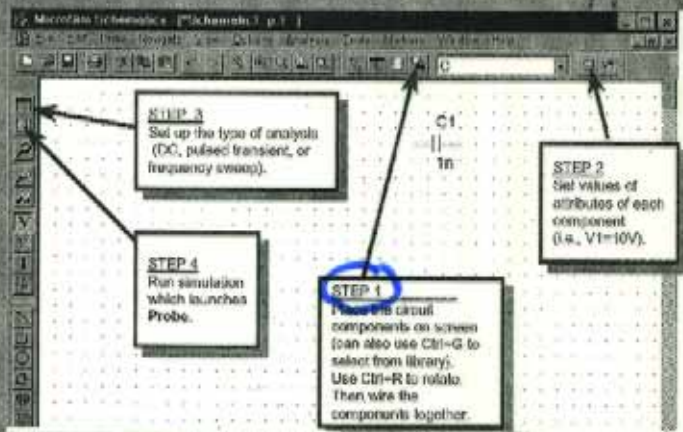 MicroSim Schematics - [*Schematic1 p.1 ]
C
STEP 3
Set up the type of analysis
(DC, pulsed transient, or
frequency sweep).
C1
1n
STEP 2
Set values of
attributes of each
component
(i.e., V1=10V).
STEP 4
Run simulation
which launches
Probe.
STEP 1
Place the circuit
components on screen
(can also use Ctrl+G to
select from library).
Use Ctrl+R to rotate.
Then wire the
components together.